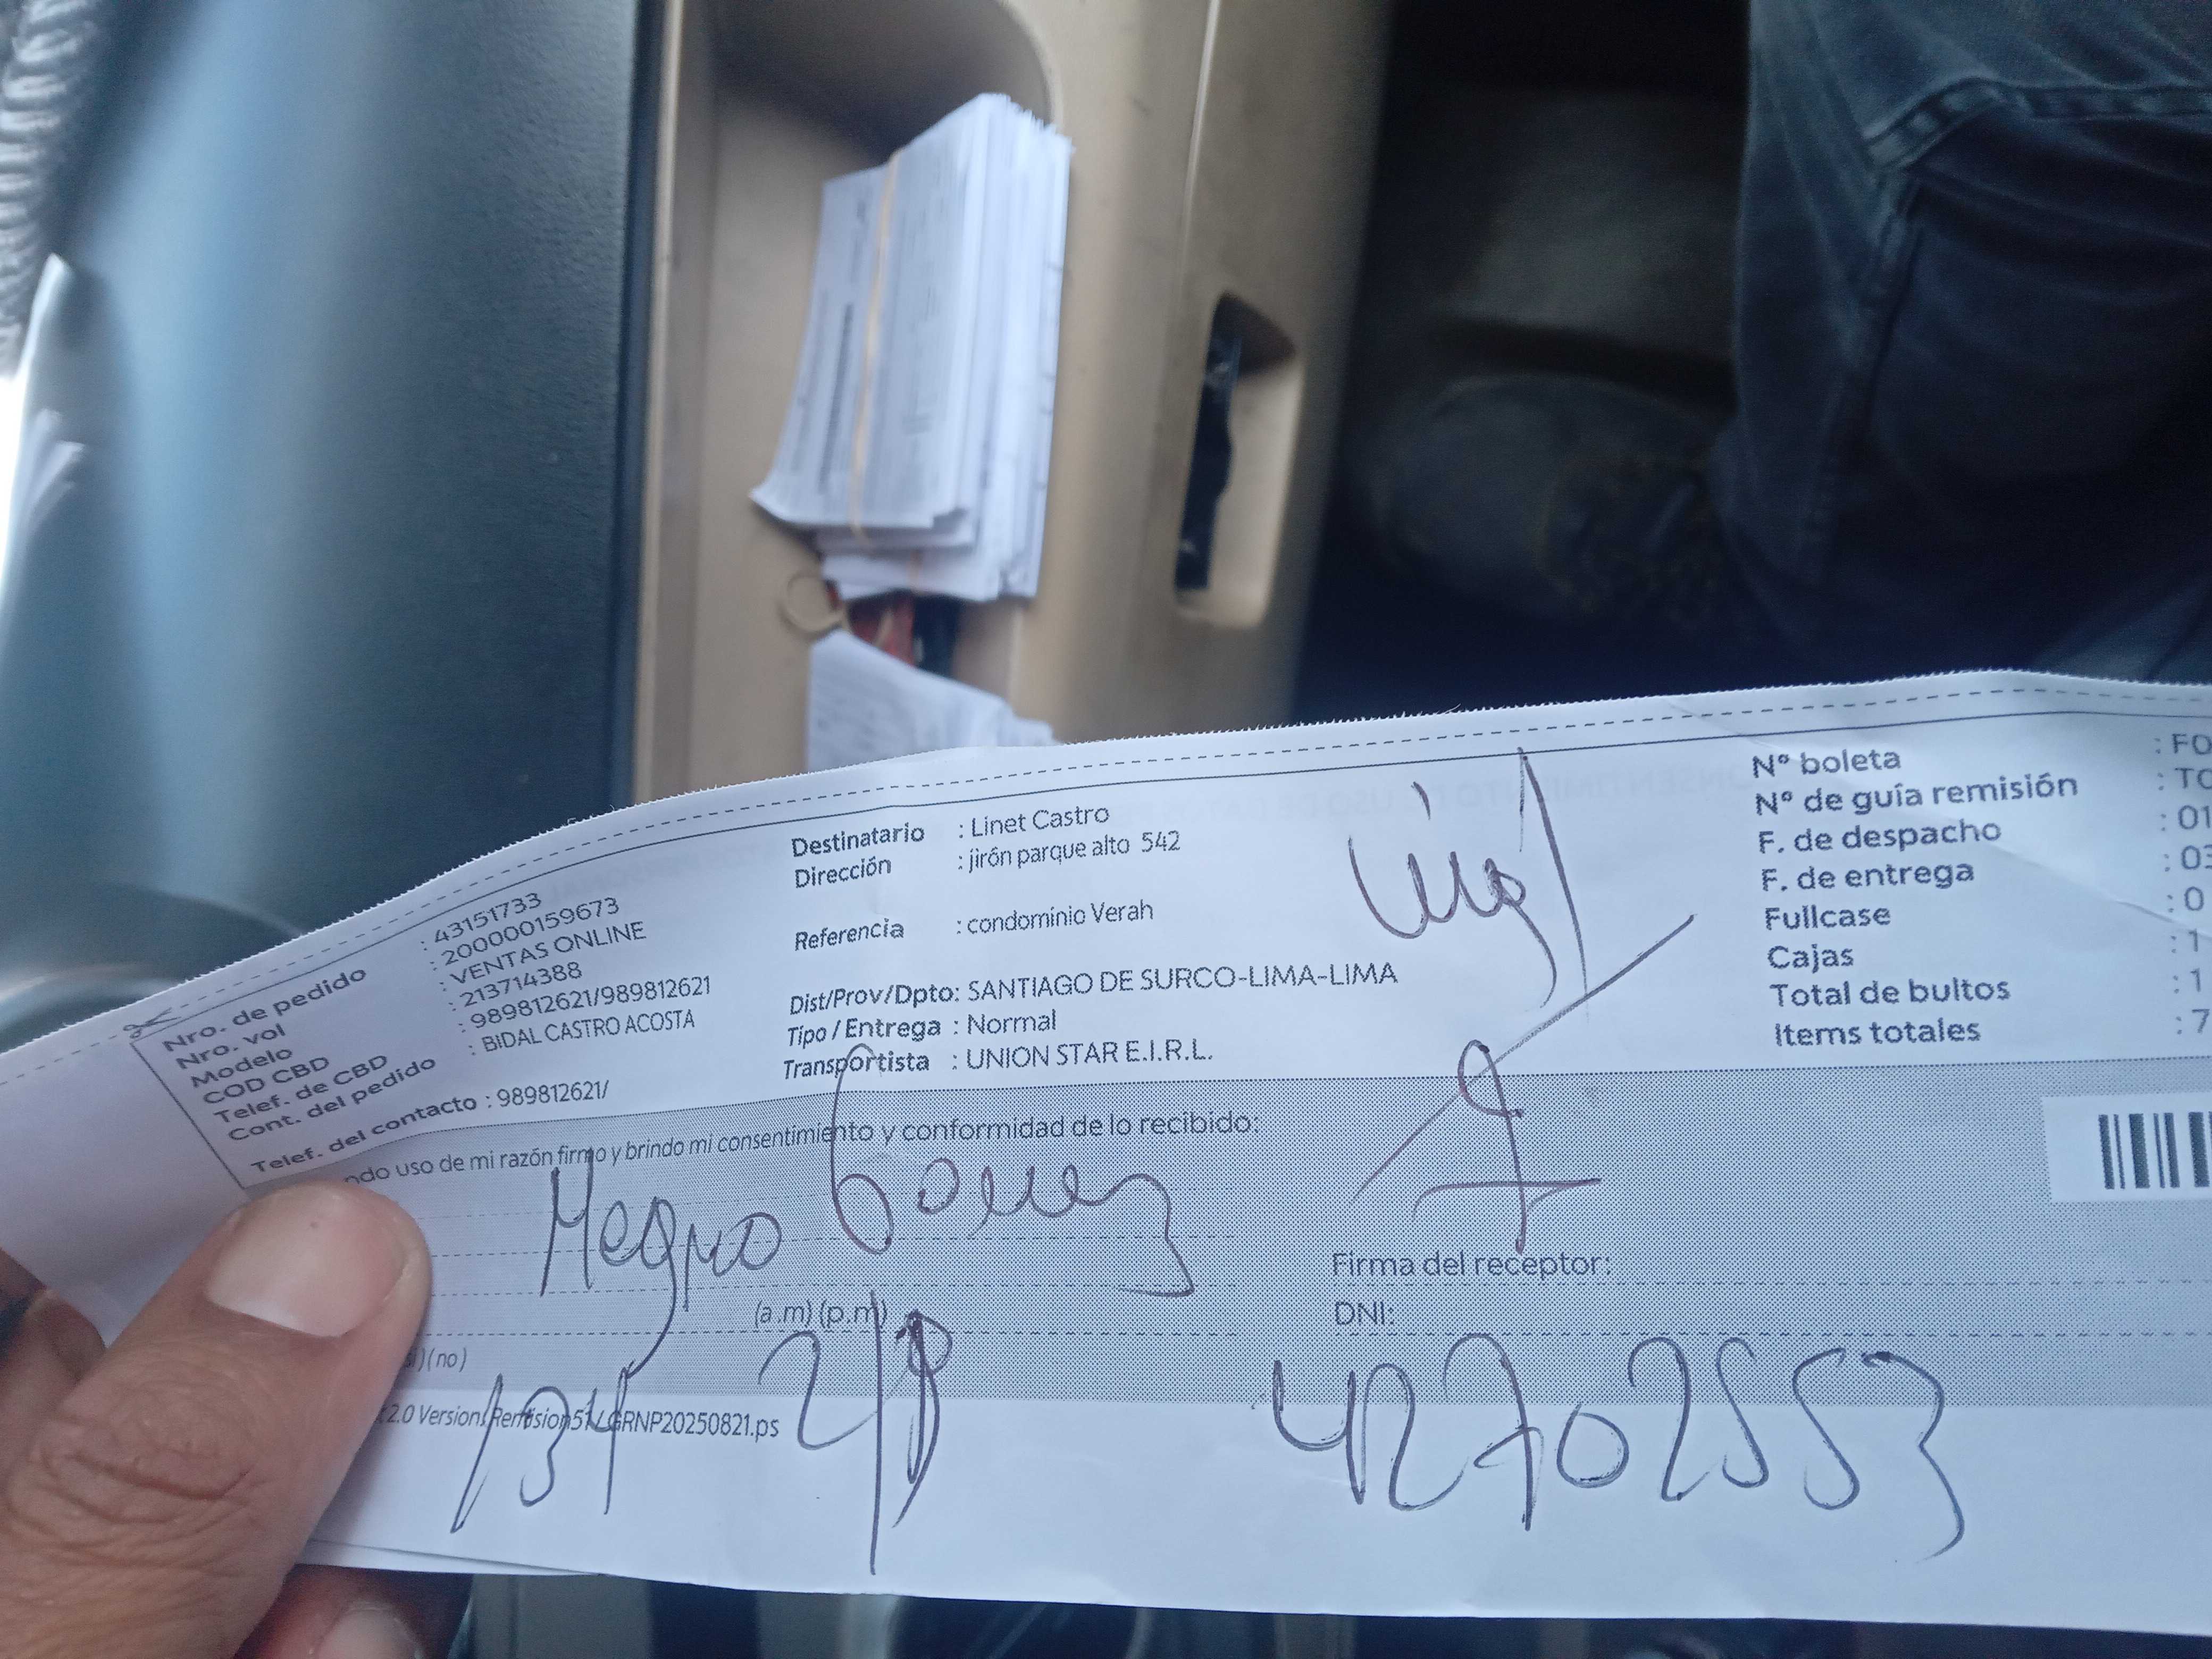 Nro. de pedido : 43151733
Nro. vol : 200000159673
Modelo : VENTAS ONLINE
COD CBD : 213714388
Telef. de CBD : 989812621/989812621
Cont. del pedido : BIDAL CASTRO ACOSTA
Telef. del contacto : 989812621/
Destinatario : Linet Castro
Dirección : jirón parque alto 542
Referencia : condominio Verah
Dist/Prov/Dpto: SANTIAGO DE SURCO-LIMA-LIMA
Tipo / Entrega : Normal
Transportista : UNION STAR E.I.R.L.
Nº boleta : FO
Nº de guía remisión : TO
F. de despacho : 01
F. de entrega : 03
Fullcase : 0
Cajas : 1
Total de bultos : 1
Items totales : 7
ndo uso de mi razón firmo y brindo mi consentimiento y conformidad de lo recibido:
Firma del receptor:
(a.m) (p.m)
DNI:
42702553
) (no)
2.0 Version
GRNP20250821.ps